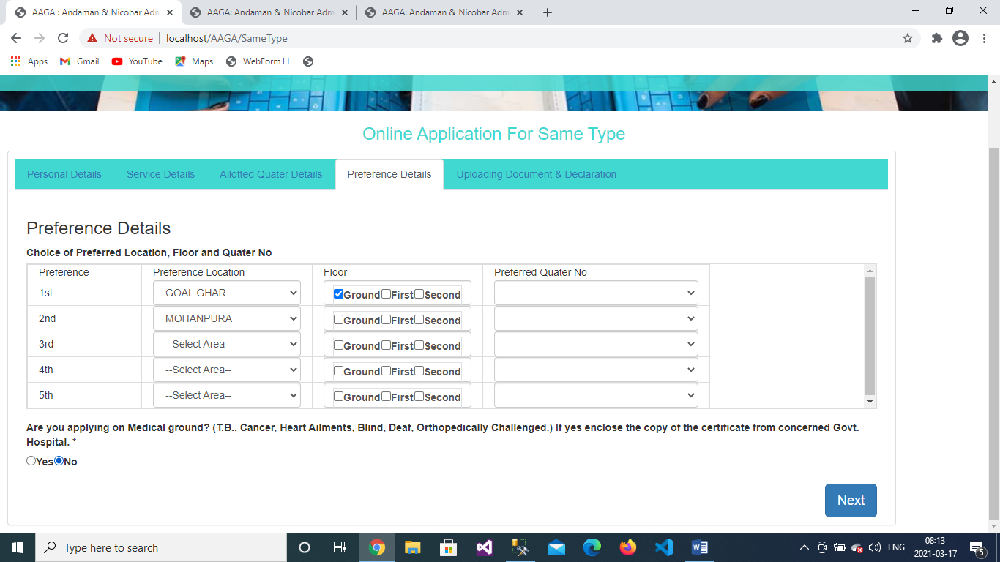 AAGA : Andaman & Nicobar Adm
AAGA: Andaman & Nicobar Adm
AAGA: Andaman & Nicobar Adm
Not secure localhost/AAGA/SameType
Apps Gmail YouTube Maps WebForm11
Online Application For Same Type
Personal Details Service Details Allotted Quater Details Preference Details Uploading Document & Declaration
Preference Details
Choice of Preferred Location, Floor and Quater No
Preference Preference Location Floor Preferred Quater No
1st GOAL GHAR Ground First Second
2nd MOHANPURA Ground First Second
3rd --Select Area-- Ground First Second
4th --Select Area-- Ground First Second
5th --Select Area-- Ground First Second
Are you applying on Medical ground? (T.B., Cancer, Heart Ailments, Blind, Deaf, Orthopedically Challenged.) If yes enclose the copy of the certificate from concerned Govt.
Hospital. *
Yes No
Next
Type here to search
ENG
08:13
2021-03-17
5